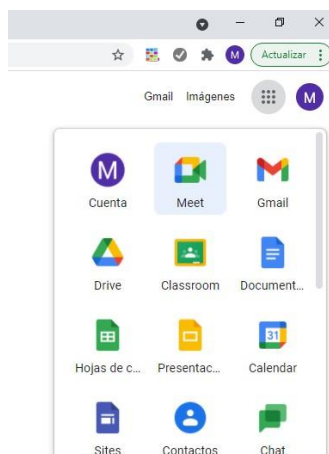 M Actualizar
Gmail Imágenes M
M
Cuenta Meet Gmail
Drive Classroom Document...
31
Hojas de c... Presentac... Calendar
Sites Contactos Chat